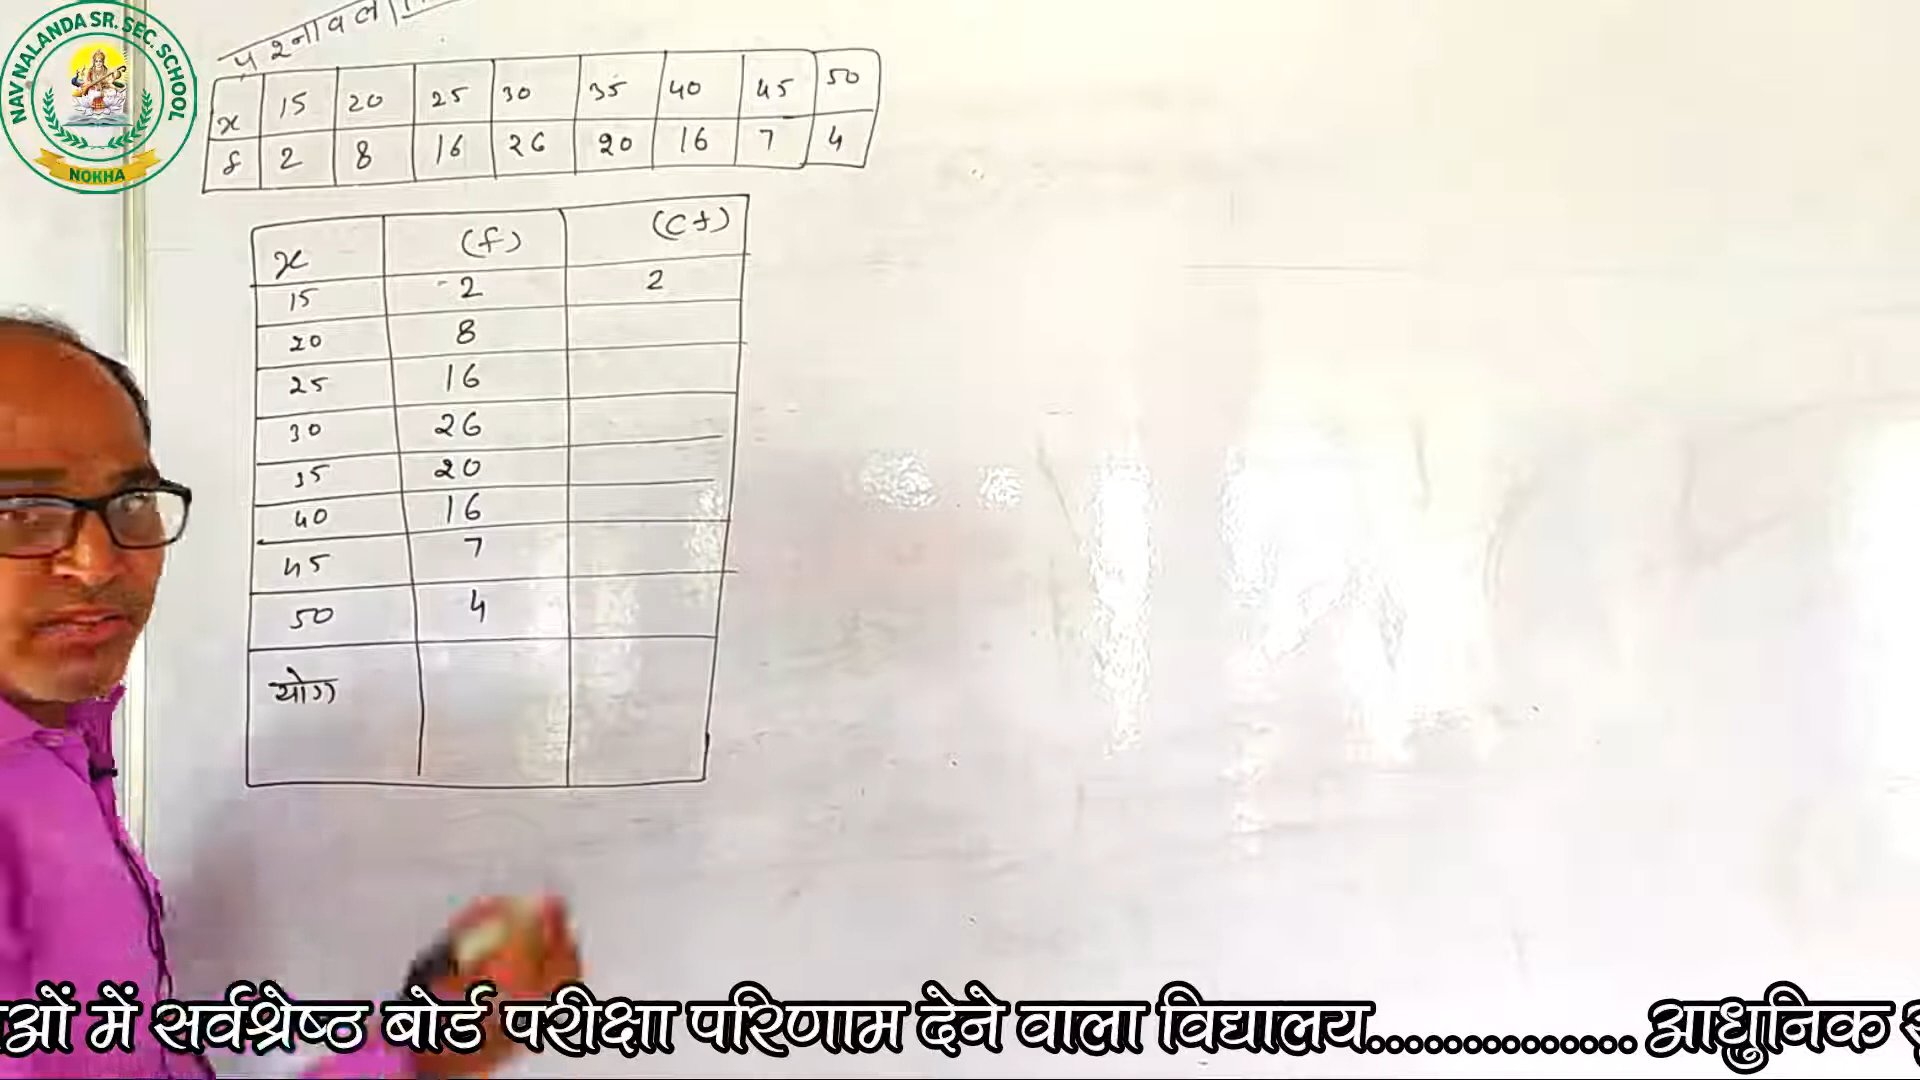 NAV NALANDA SR. SEC. SCHOOL
NOKHA
x 15 20 25 30 35 40 45 50
f 2 8 16 26 20 16 7 4
x (f) (cf)
15 2 2
20 8
25 16
30 26
35 20
40 16
45 7
50 4
योग
में सर्वश्रेष्ठ बोर्ड परीक्षा परिणाम देने वाला विद्यालय.............. आधुनिक